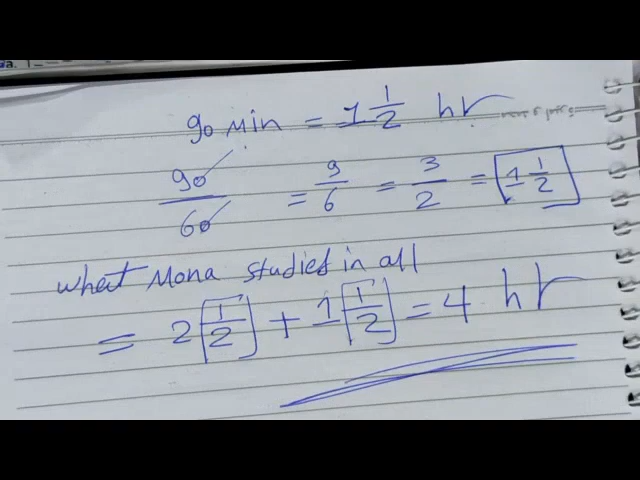 90 min = 1 1/2 hr
90/60 = 9/6 = 3/2 = 1 1/2
what Mona studied in all
= 2 1/2 + 1 1/2 = 4 hr